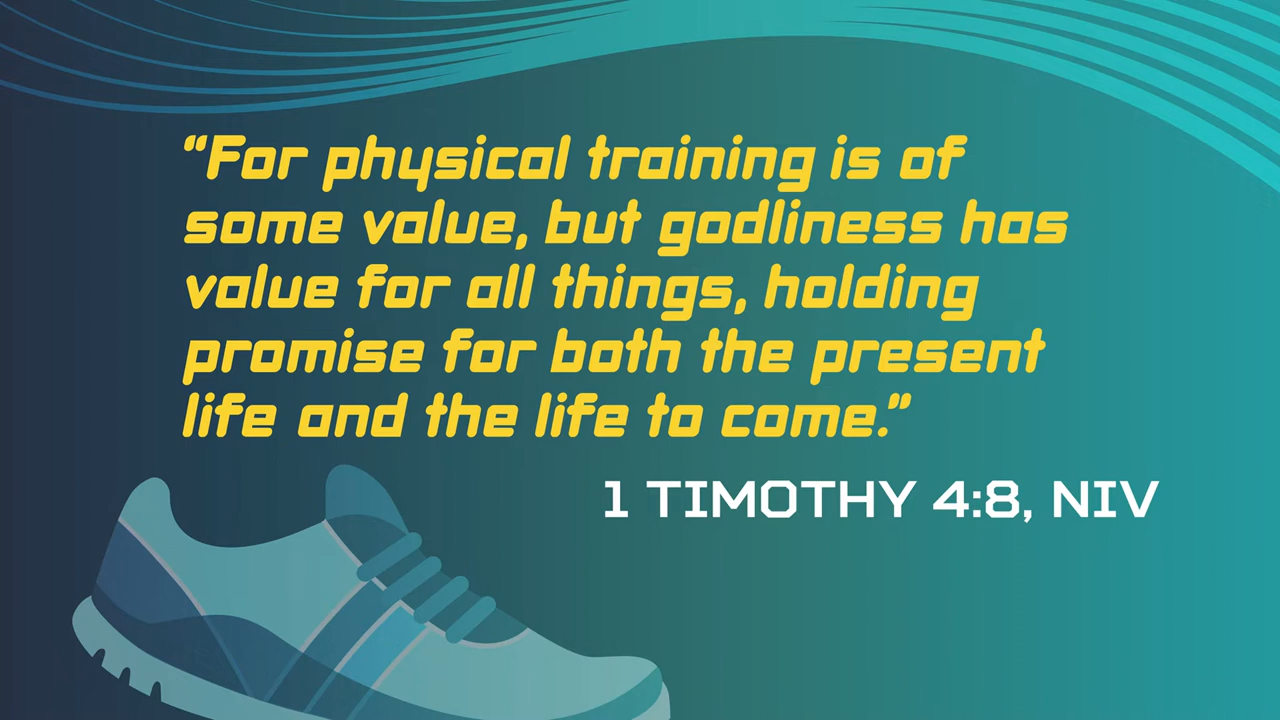 “For physical training is of
some value, but godliness has
value for all things, holding
promise for both the present
life and the life to come.”
1 TIMOTHY 4:8, NIV